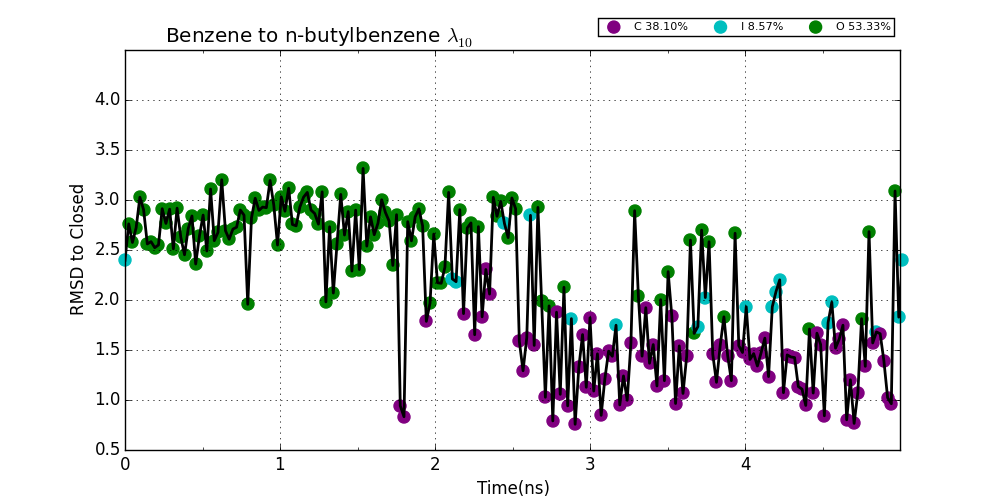 Benzene to n-butylbenzene λ10
C 38.10% I 8.57% O 53.33%
RMSD to Closed
4.0
3.5
3.0
2.5
2.0
1.5
1.0
0.5
0 1 2 3 4
Time(ns)